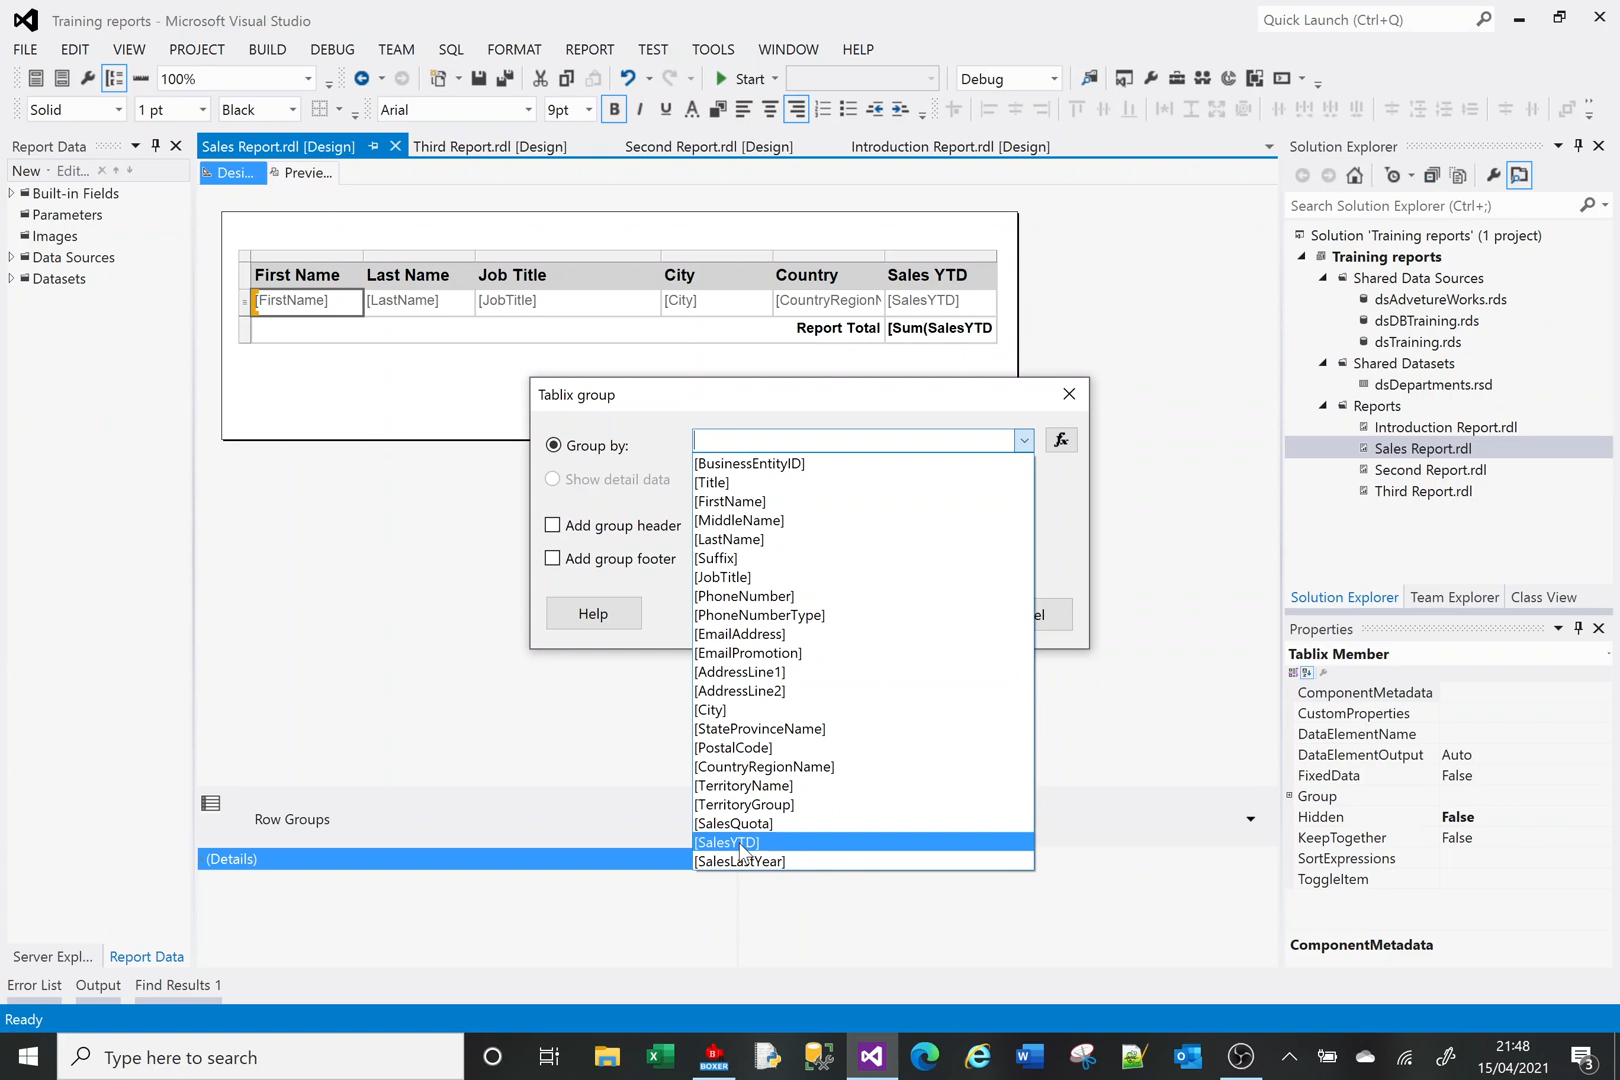 Training reports - Microsoft Visual Studio
Quick Launch (Ctrl+Q)
FILE EDIT VIEW PROJECT BUILD DEBUG TEAM SQL FORMAT REPORT TEST TOOLS WINDOW HELP
100% Start Debug
Solid 1 pt Black Arial 9pt B I U A
Report Data
Sales Report.rdl [Design] Third Report.rdl [Design] Second Report.rdl [Design] Introduction Report.rdl [Design]
Solution Explorer
New Edit...
Desi... Previe...
Built-in Fields
Parameters
Images
Data Sources
Datasets
Search Solution Explorer (Ctrl+;)
Solution 'Training reports' (1 project)
Training reports
Shared Data Sources
dsAdvetureWorks.rds
dsDBTraining.rds
dsTraining.rds
Shared Datasets
dsDepartments.rsd
Reports
Introduction Report.rdl
Sales Report.rdl
Second Report.rdl
Third Report.rdl
First Name Last Name Job Title City Country Sales YTD
[FirstName] [LastName] [JobTitle] [City] [CountryRegionN [SalesYTD]
Report Total [Sum(SalesYTD
Tablix group
Group by:
fx
Show detail data
Add group header
Add group footer
Help
el
[BusinessEntityID]
[Title]
[FirstName]
[MiddleName]
[LastName]
[Suffix]
[JobTitle]
[PhoneNumber]
[PhoneNumberType]
[EmailAddress]
[EmailPromotion]
[AddressLine1]
[AddressLine2]
[City]
[StateProvinceName]
[PostalCode]
[CountryRegionName]
[TerritoryName]
[TerritoryGroup]
[SalesQuota]
[SalesYTD]
[SalesLastYear]
Row Groups
(Details)
Solution Explorer Team Explorer Class View
Properties
Tablix Member
ComponentMetadata
CustomProperties
DataElementName
DataElementOutput Auto
FixedData False
Group
Hidden False
KeepTogether False
SortExpressions
ToggleItem
ComponentMetadata
Server Expl... Report Data
Error List Output Find Results 1
Ready
Type here to search
BOXER
21:48
15/04/2021
3